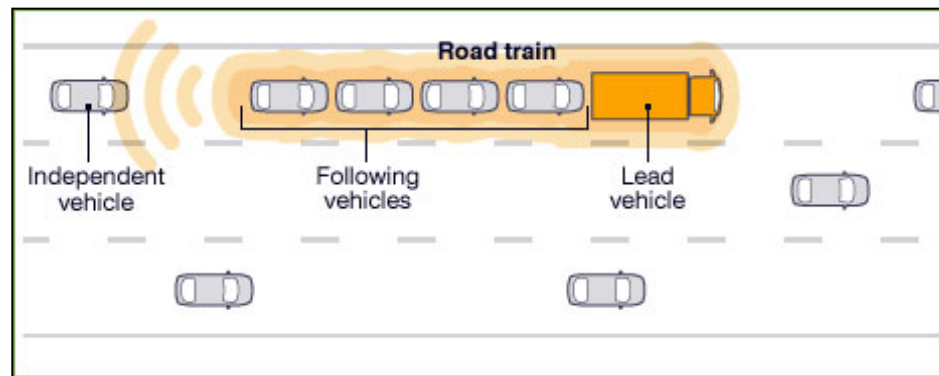 Road train
Independent
vehicle
Following
vehicles
Lead
vehicle